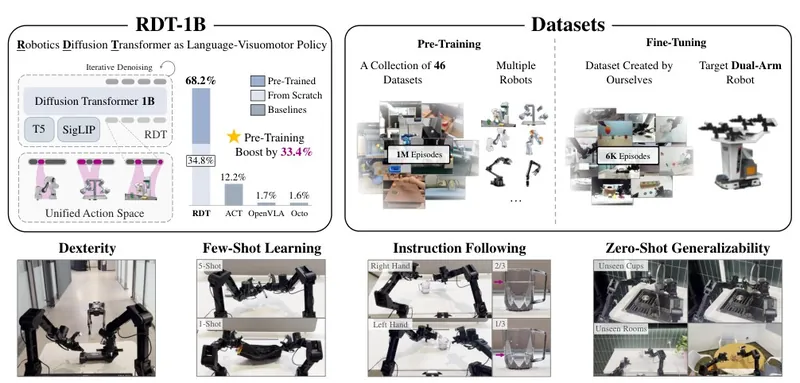 RDT-1B
Robotics Diffusion Transformer as Language-Visuomotor Policy
Iterative Denoising
Diffusion Transformer 1B
T5
SigLIP
RDT
Unified Action Space
68.2%
34.8%
12.2%
1.7%
1.6%
RDT
ACT
OpenVLA
Octo
Pre-Trained
From Scratch
Baselines
Pre-Training
Boost by 33.4%
Datasets
Pre-Training
A Collection of 46
Datasets
1M Episodes
Multiple
Robots
...
Fine-Tuning
Dataset Created by
Ourselves
6K Episodes
Target Dual-Arm
Robot
Dexterity
Few-Shot Learning
5-Shot
1-Shot
Instruction Following
Right Hand
2/3
Left Hand
1/3
Zero-Shot Generalizability
Unseen Cups
Unseen Rooms